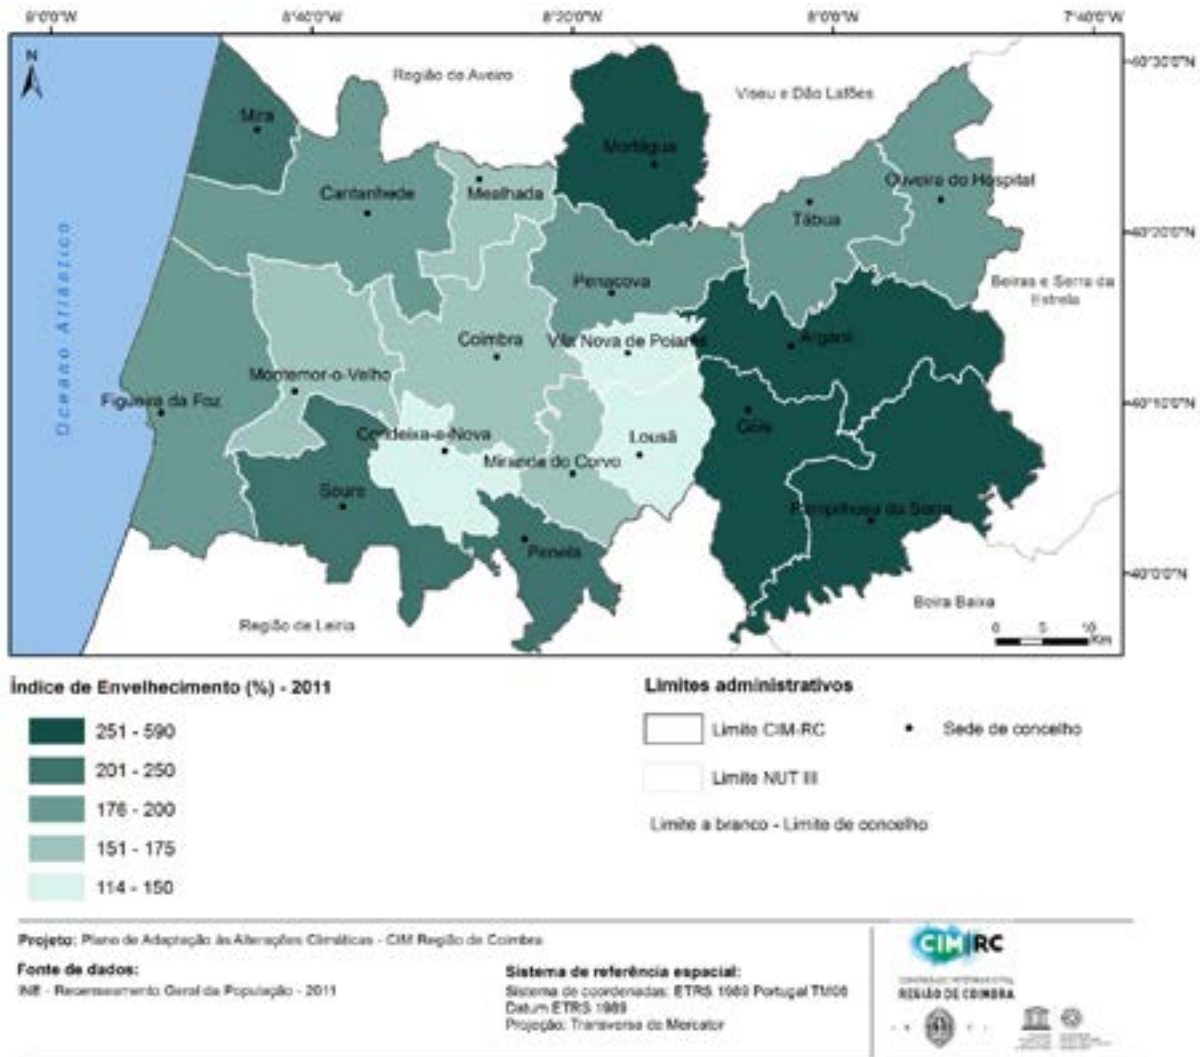 8°40'0"W
8°20'0"W
8°0'0"W
7°40'0"W
N
Região de Aveiro
Viseu e Dão Lafões
40°30'0"N
Mira
Mortágua
Cantanhede
Mealhada
Oliveira do Hospital
Tábua
40°20'0"N
Oceano Atlântico
Penacova
Beiras e Serra da
Estrela
Coimbra
Vila Nova de Poiares
Arganil
Montemor-o-Velho
Figueira da Foz
40°10'0"N
Condeixa-a-Nova
Lousã
Góis
Miranda do Corvo
Soure
Pampilhosa da Serra
Penela
40°0'0"N
Região de Leiria
Beira Baixa
0 5 10
Km
Índice de Envelhecimento (%) - 2011
251 - 590
201 - 250
176 - 200
151 - 175
114 - 150
Limites administrativos
Limite CIM-RC
Sede de concelho
Limite NUT III
Limite a branco - Limite de concelho
Projeto: Plano de Adaptação às Alterações Climáticas - CIM Região de Coimbra
Fonte de dados:
INE - Recenseamento Geral da População - 2011
Sistema de referência espacial:
Sistema de coordenadas: ETRS 1989 Portugal TM06
Datum ETRS 1989
Projeção: Transversa de Mercator
CIM|RC
REGIÃO DE COIMBRA